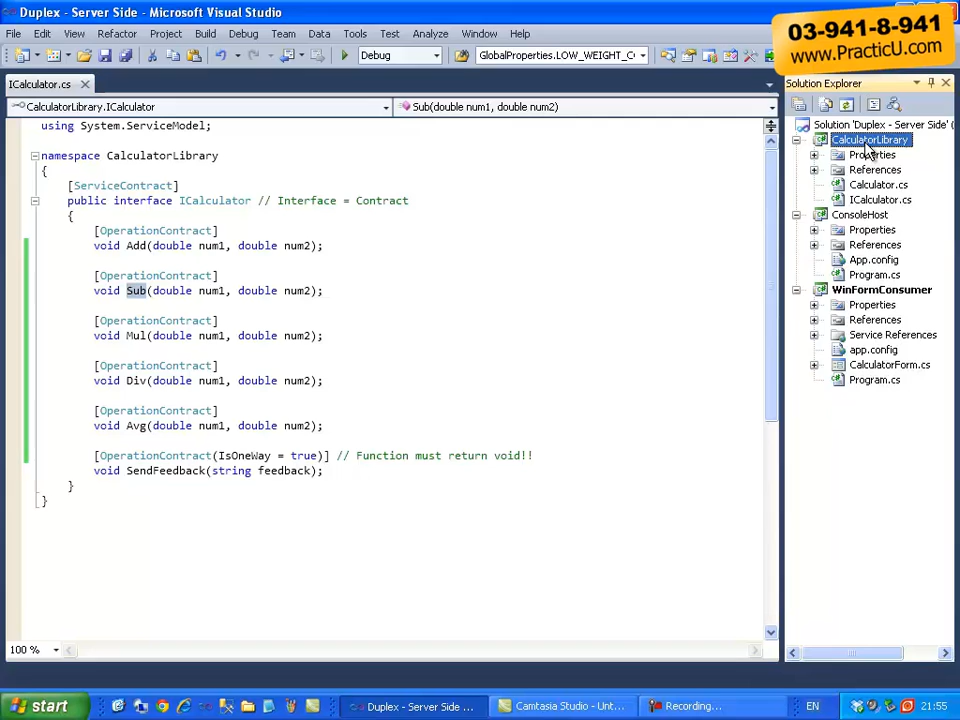 Duplex - Server Side - Microsoft Visual Studio
03-941-8-941
www.PracticU.com
File Edit View Refactor Project Build Debug Team Data Tools Test Analyze Window Help
Debug GlobalProperties.LOW_WEIGHT_C
ICalculator.cs
Solution Explorer
CalculatorLibrary.ICalculator Sub(double num1, double num2)
using System.ServiceModel;
namespace CalculatorLibrary
{
[ServiceContract]
public interface ICalculator // Interface = Contract
{
[OperationContract]
void Add(double num1, double num2);
[OperationContract]
void Sub(double num1, double num2);
[OperationContract]
void Mul(double num1, double num2);
[OperationContract]
void Div(double num1, double num2);
[OperationContract]
void Avg(double num1, double num2);
[OperationContract(IsOneWay = true)] // Function must return void!!
void SendFeedback(string feedback);
}
}
Solution 'Duplex - Server Side' (
CalculatorLibrary
Properties
References
Calculator.cs
ICalculator.cs
ConsoleHost
Properties
References
App.config
Program.cs
WinFormConsumer
Properties
References
Service References
app.config
CalculatorForm.cs
Program.cs
100 %
start Duplex - Server Side ... Camtasia Studio - Unt... Recording... EN 21:55